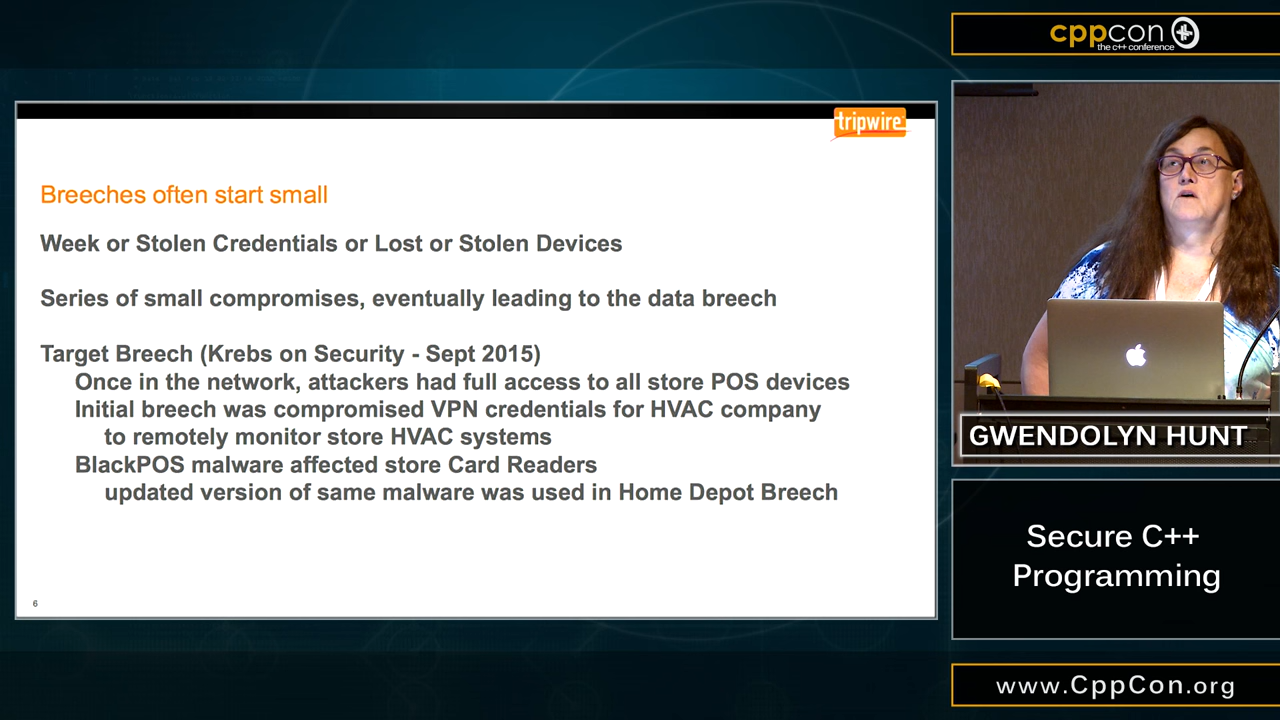 cppcon
the c++ conference
tripwire
Breeches often start small
Week or Stolen Credentials or Lost or Stolen Devices
Series of small compromises, eventually leading to the data breech
Target Breech (Krebs on Security - Sept 2015)
Once in the network, attackers had full access to all store POS devices
Initial breech was compromised VPN credentials for HVAC company
to remotely monitor store HVAC systems
BlackPOS malware affected store Card Readers
updated version of same malware was used in Home Depot Breech
6
GWENDOLYN HUNT
Secure C++
Programming
www.CppCon.org